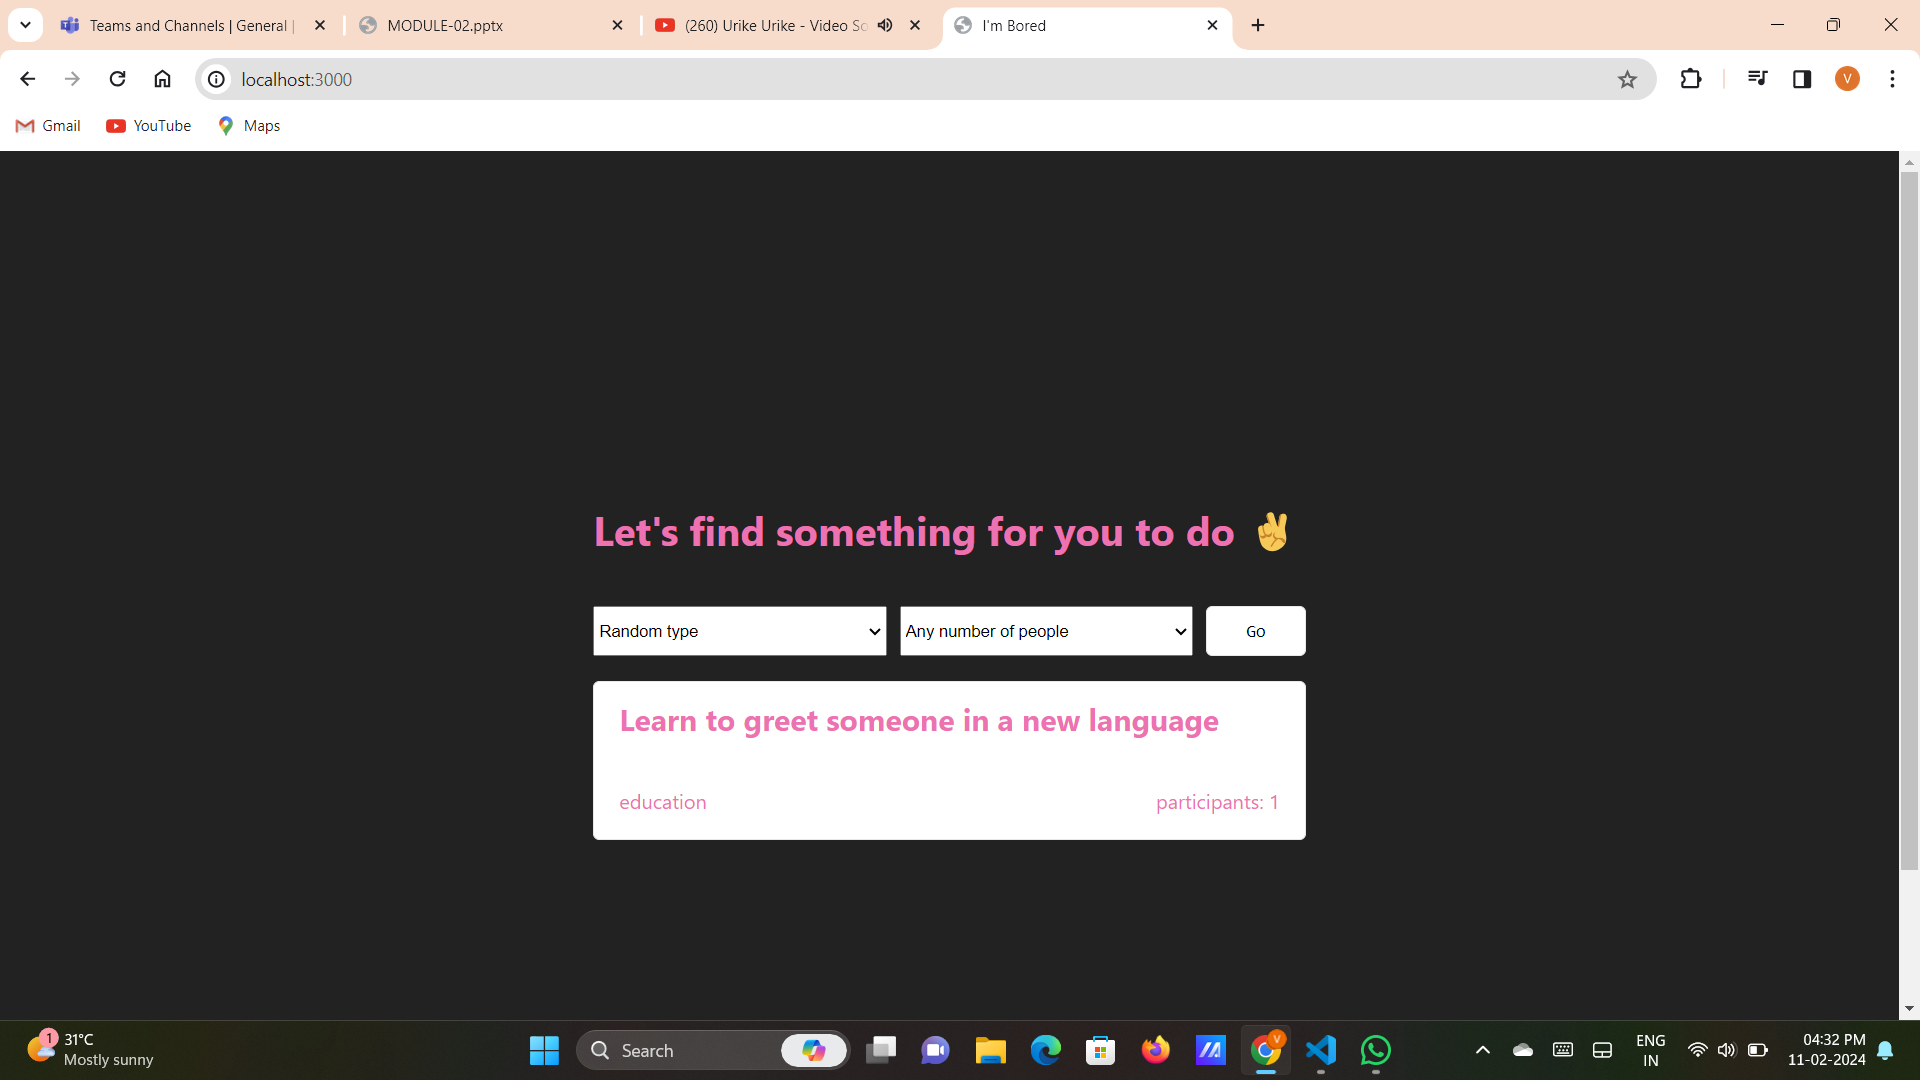 Teams and Channels | General |
MODULE-02.pptx
(260) Urike Urike - Video So
I'm Bored
localhost:3000
V
Gmail
YouTube
Maps
Let's find something for you to do ✌
Random type
Any number of people
Go
Learn to greet someone in a new language
education
participants: 1
1
31°C
Mostly sunny
Search
V
ENG
IN
04:32 PM
11-02-2024